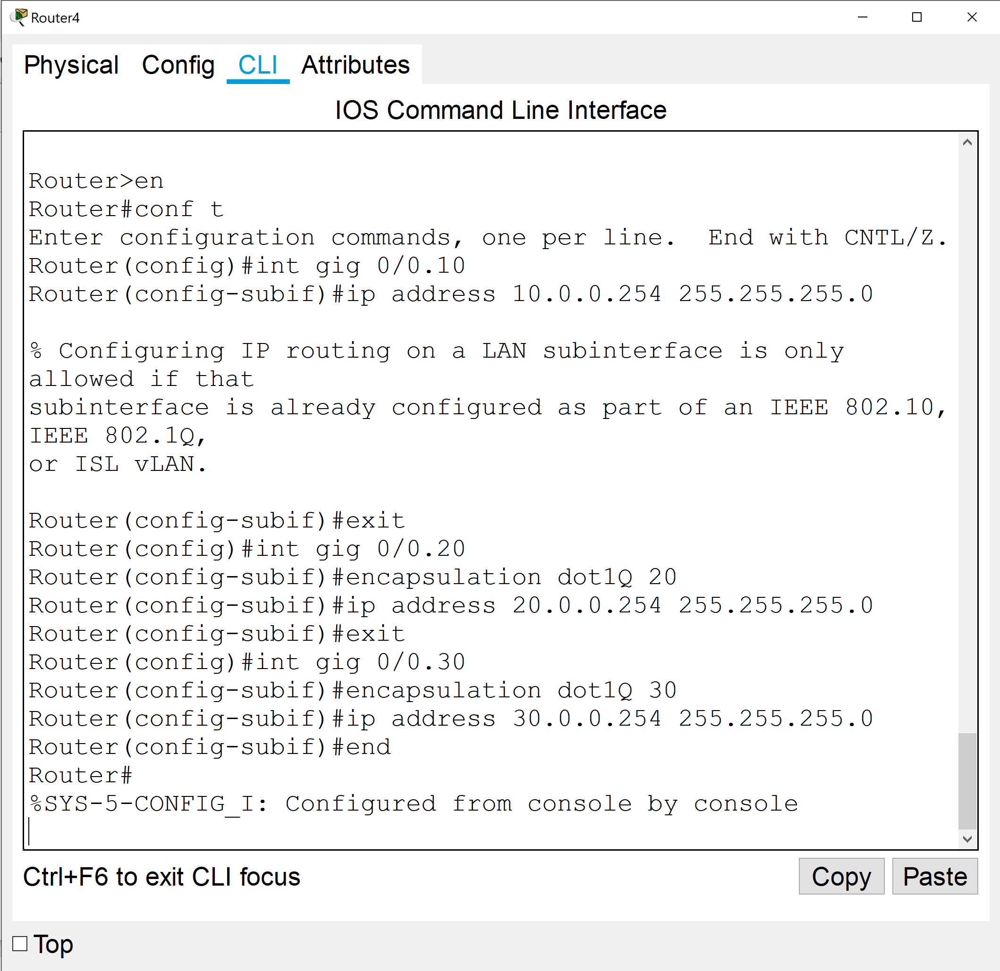 Router4
Physical Config CLI Attributes
IOS Command Line Interface
Router>en
Router#conf t
Enter configuration commands, one per line.  End with CNTL/Z.
Router(config)#int gig 0/0.10
Router(config-subif)#ip address 10.0.0.254 255.255.255.0
% Configuring IP routing on a LAN subinterface is only
allowed if that
subinterface is already configured as part of an IEEE 802.10,
IEEE 802.1Q,
or ISL vLAN.
Router(config-subif)#exit
Router(config)#int gig 0/0.20
Router(config-subif)#encapsulation dot1Q 20
Router(config-subif)#ip address 20.0.0.254 255.255.255.0
Router(config-subif)#exit
Router(config)#int gig 0/0.30
Router(config-subif)#encapsulation dot1Q 30
Router(config-subif)#ip address 30.0.0.254 255.255.255.0
Router(config-subif)#end
Router#
%SYS-5-CONFIG_I: Configured from console by console
Ctrl+F6 to exit CLI focus
Copy Paste
Top